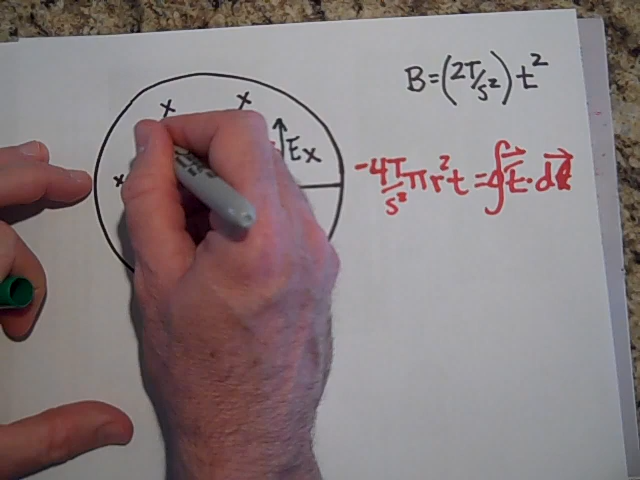 B=(2T/s²)t²
x x
E x
x
-4T/s² πr²t = ∮E⃗·dℓ⃗